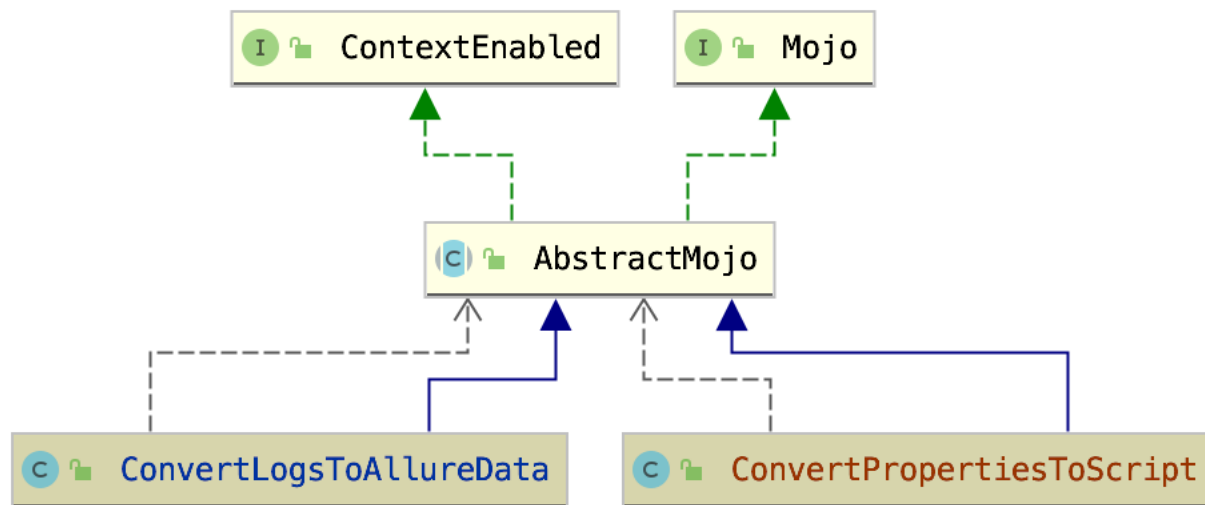 I ContextEnabled
I Mojo
C AbstractMojo
C ConvertLogsToAllureData
C ConvertPropertiesToScript